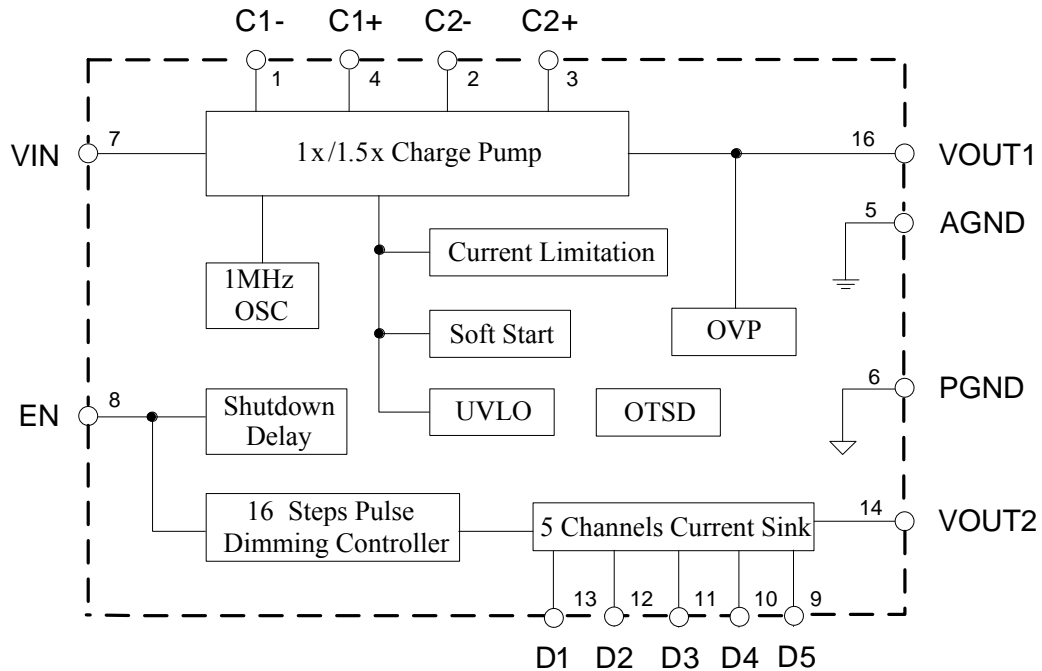 C1- C1+ C2- C2+
1 4 2 3
VIN 7 1x/1.5x Charge Pump 16 VOUT1
5 AGND
Current Limitation
1MHz
OSC
Soft Start OVP
6 PGND
EN 8 Shutdown
Delay
UVLO OTSD
16 Steps Pulse
Dimming Controller
5 Channels Current Sink 14 VOUT2
13 12 11 10 9
D1 D2 D3 D4 D5